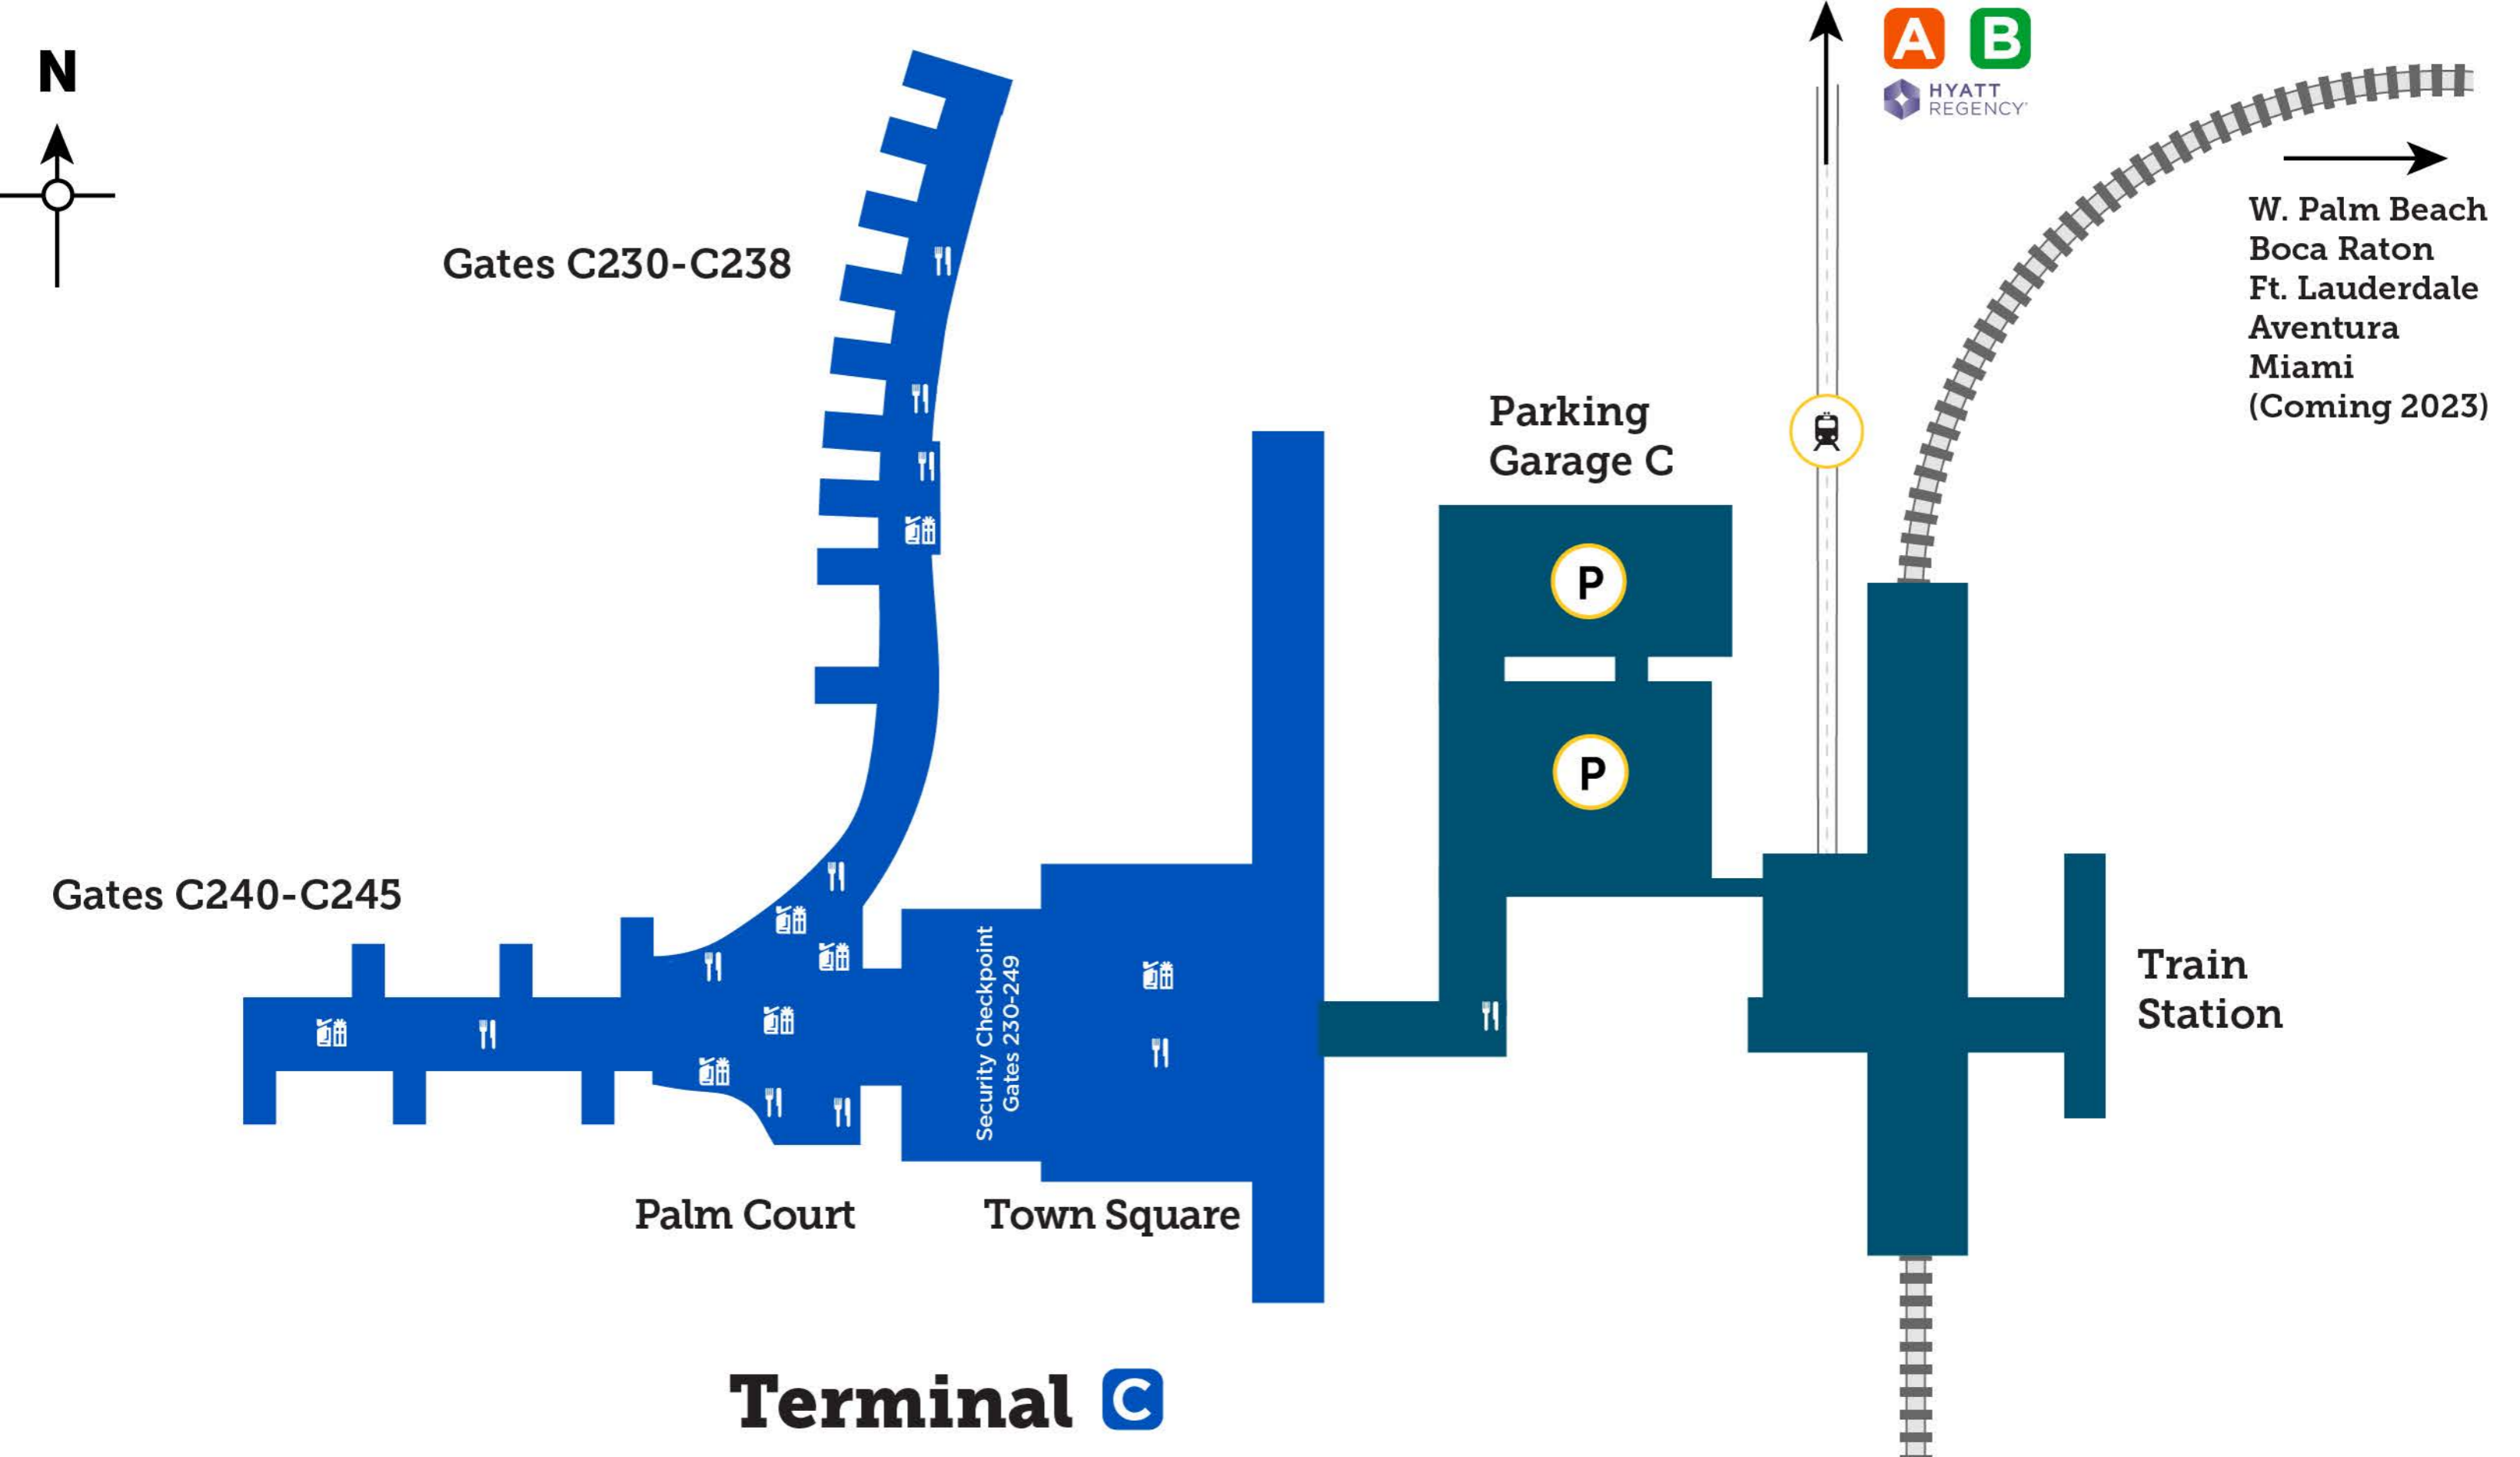 N
A B
HYATT
REGENCY
W. Palm Beach
Boca Raton
Ft. Lauderdale
Aventura
Miami
(Coming 2023)
Gates C230-C238
Parking
Garage C
P
P
Gates C240-C245
Security Checkpoint
Gates 230-249
Train
Station
Palm Court
Town Square
Terminal C